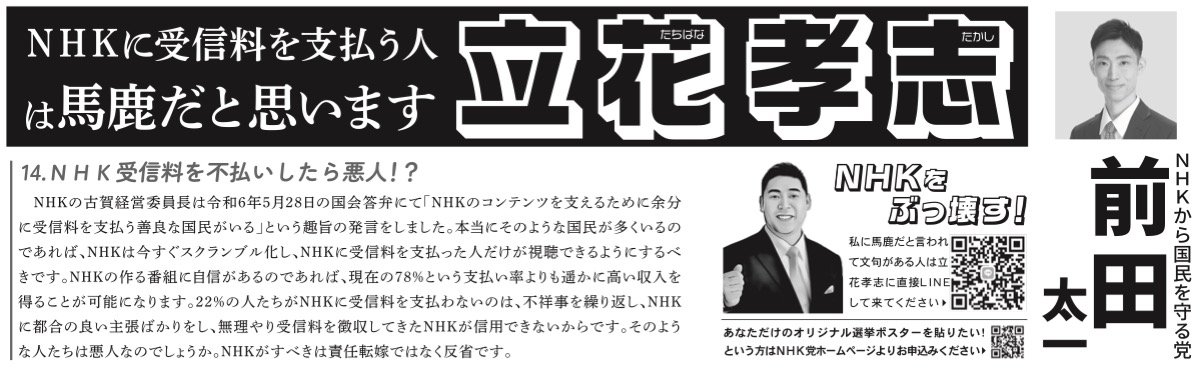 NHKに受信料を支払う人
は馬鹿だと思います
立花孝志
たちばな
たかし
14.NHK受信料を不払いしたら悪人!?
NHKの古賀経営委員長は令和6年5月28日の国会答弁にて「NHKのコンテンツを支えるために余分
に受信料を支払う善良な国民がいる」という趣旨の発言をしました。本当にそのような国民が多くいるの
であれば、NHKは今すぐスクランブル化し、NHKに受信料を支払った人だけが視聴できるようにするべ
きです。NHKの作る番組に自信があるのであれば、現在の78%という支払い率よりも遥かに高い収入を
得ることが可能になります。22%の人たちがNHKに受信料を支払わないのは、不祥事を繰り返し、NHK
に都合の良い主張ばかりをし、無理やり受信料を徴収してきたNHKが信用できないからです。そのよう
な人たちは悪人なのでしょうか。NHKがすべきは責任転嫁ではなく反省です。
NHKを
ぶっ壊す!
私に馬鹿だと言われ
て文句がある人は立
花孝志に直接LINE
して来てください▶
あなただけのオリジナル選挙ポスターを貼りたい!
という方はNHK党ホームページよりお申込みください▶
NHKから国民を守る党
前田
太一